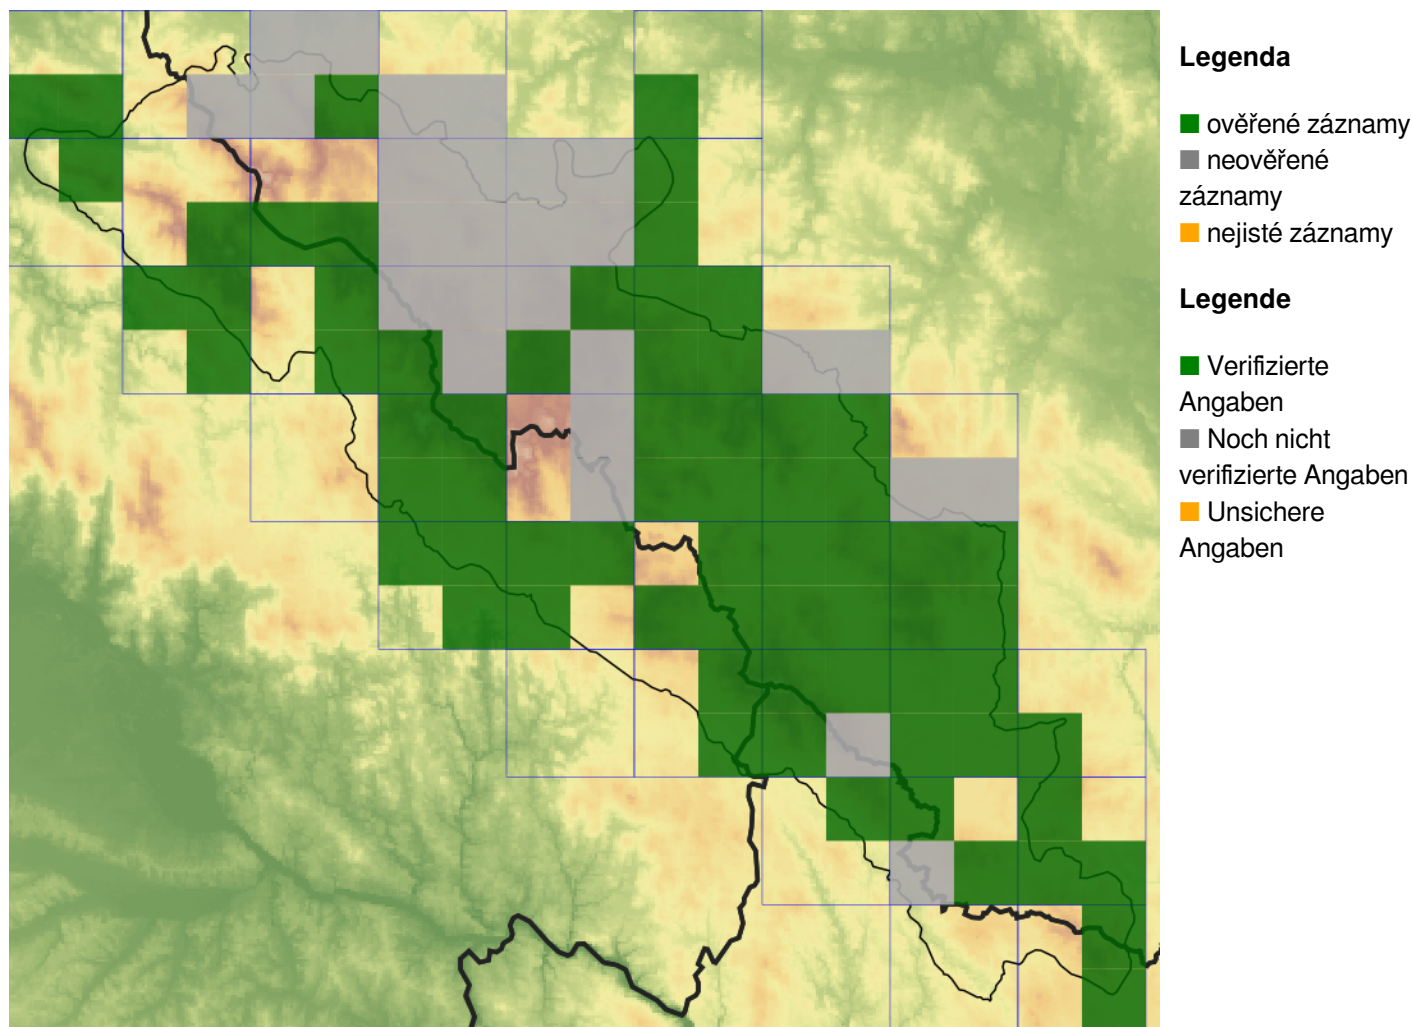 Legenda
ověřené záznamy
neověřené
záznamy
nejisté záznamy
Legende
Verifizierte
Angaben
Noch nicht
verifizierte Angaben
Unsichere
Angaben